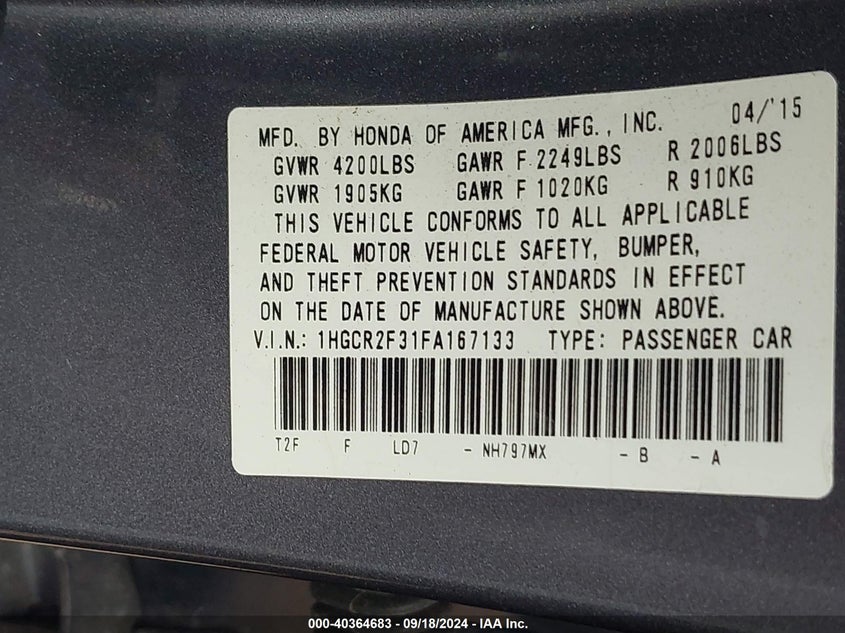 MFD. BY HONDA OF AMERICA MFG., INC. 04/'15
GVWR 4200LBS GAWR F 2249LBS R 2006LBS
GVWR 1905KG GAWR F 1020KG R 910KG
THIS VEHICLE CONFORMS TO ALL APPLICABLE
FEDERAL MOTOR VEHICLE SAFETY, BUMPER,
AND THEFT PREVENTION STANDARDS IN EFFECT
ON THE DATE OF MANUFACTURE SHOWN ABOVE.
V.I.N.: 1HGCR2F31FA167133 TYPE: PASSENGER CAR
T2F F LD7 - NH797MX - B - A
000-40364683 - 09/18/2024 - IAA Inc.